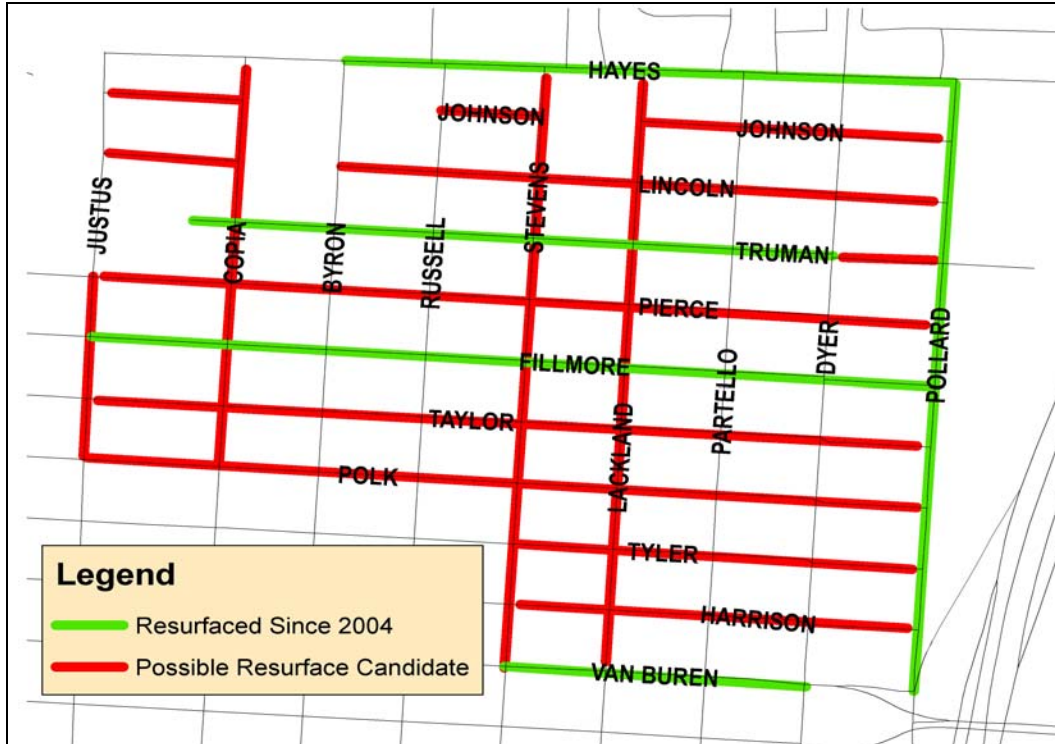 HAYES
JOHNSON
JOHNSON
LINCOLN
STEVENS
JUSTUS
COPIA
BYRON
RUSSELL
TRUMAN
PIERCE
DYER
POLLARD
FILLMORE
PARTELLO
TAYLOR
LACKLAND
POLK
TYLER
HARRISON
VAN BUREN
Legend
Resurfaced Since 2004
Possible Resurface Candidate